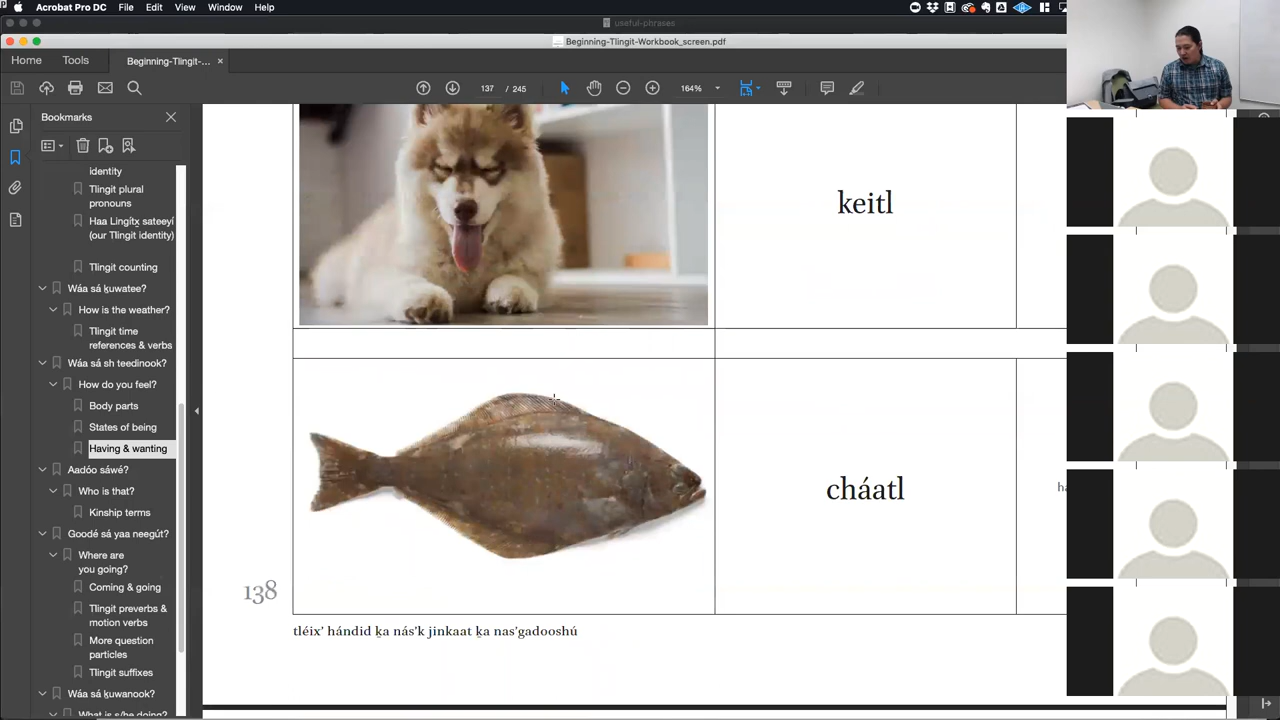 Acrobat Pro DC File Edit View Window Help
useful-phrases
Beginning-Tlingit-Workbook_screen.pdf
Home Tools Beginning-Tlingit-... ×
137 / 245 164%
Bookmarks
identity
Tlingit plural
pronouns
Haa Lingítx̱ sateeyí
(our Tlingit identity)
Tlingit counting
Wáa sá ḵuwatee?
How is the weather?
Tlingit time
references & verbs
Wáa sá sh teedinook?
How do you feel?
Body parts
States of being
Having & wanting
Aadóo sáwé?
Who is that?
Kinship terms
Goodé sá yaa neegút?
Where are
you going?
Coming & going
Tlingit preverbs &
motion verbs
More question
particles
Tlingit suffixes
Wáa sá ḵuwanook?
What is s/he doing?
keitl
cháatl
138
tléix' hándid ḵa nás'k jinkaat ḵa nas'gadooshú